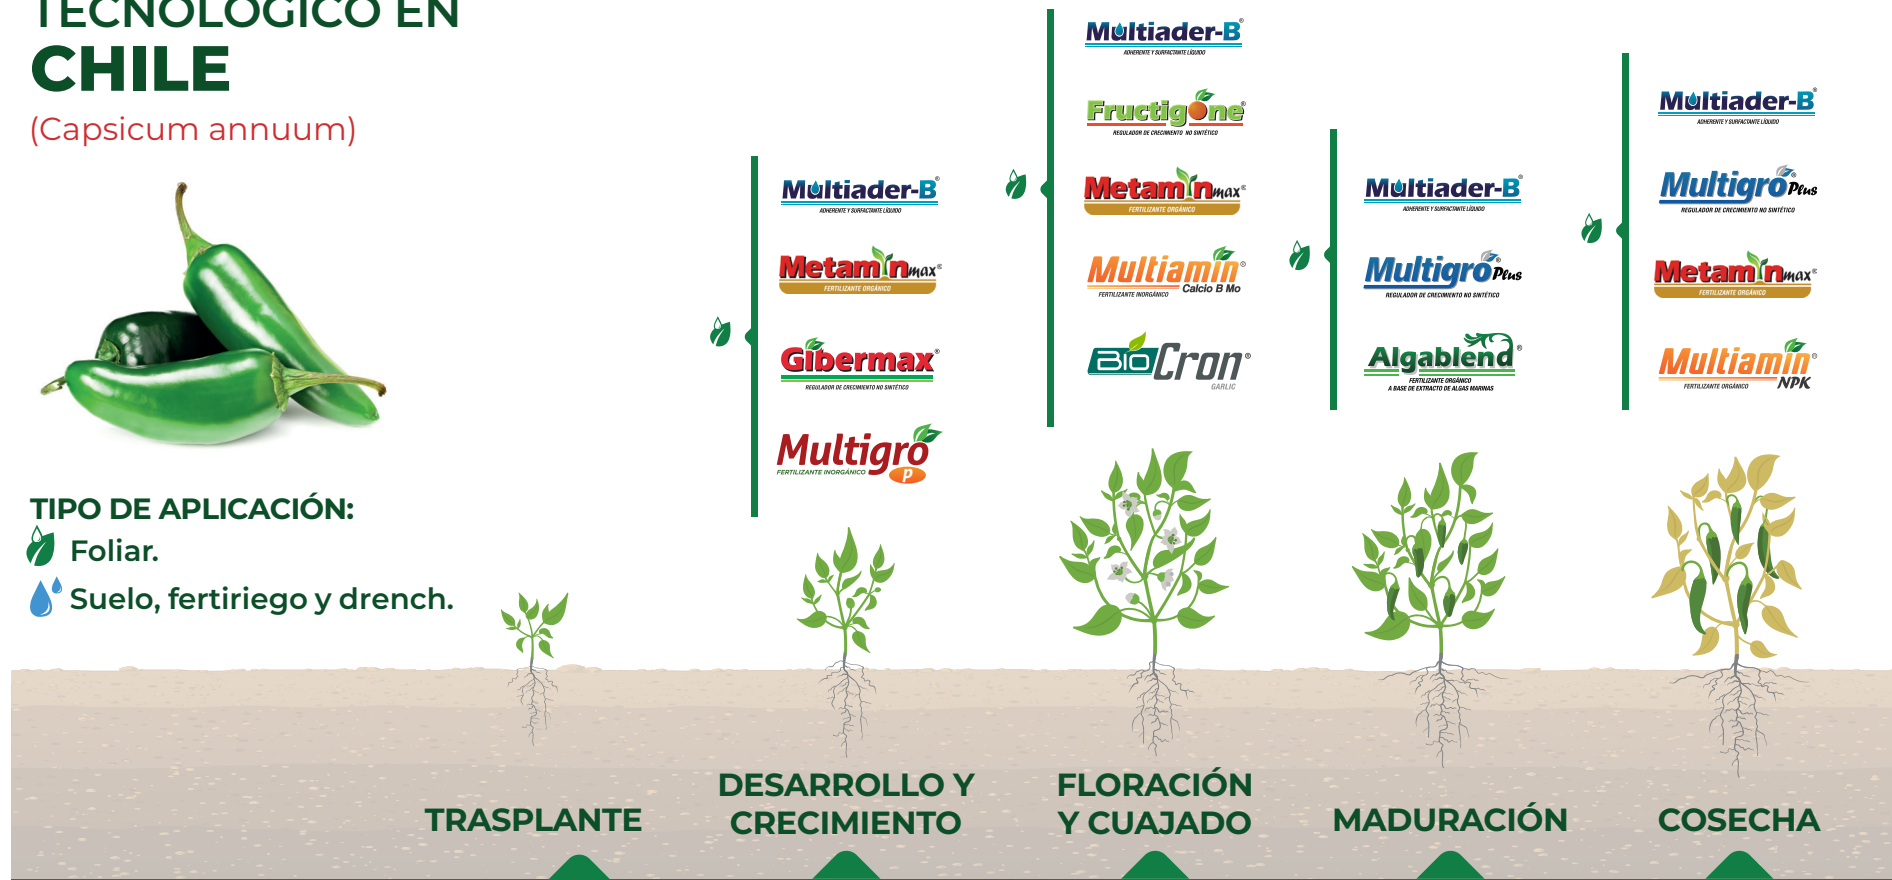 TECNOLÓGICO EN
CHILE
(Capsicum annuum)
TIPO DE APLICACIÓN:
Foliar.
Suelo, fertiriego y drench.
Multiader-B®
ADHERENTE Y SURFACTANTE LÍQUIDO
Metamin max®
FERTILIZANTE ORGÁNICO
Gibermax®
REGULADOR DE CRECIMIENTO NO SINTÉTICO
Multigro
FERTILIZANTE INORGÁNICO
P
Multiader-B®
ADHERENTE Y SURFACTANTE LÍQUIDO
Fructigone®
REGULADOR DE CRECIMIENTO NO SINTÉTICO
Metamin max®
FERTILIZANTE ORGÁNICO
Multiamin®
Calcio B Mo
FERTILIZANTE INORGÁNICO
BioCron®
GARLIC
Multiader-B®
ADHERENTE Y SURFACTANTE LÍQUIDO
Multigro® Plus
REGULADOR DE CRECIMIENTO NO SINTÉTICO
Algablend®
FERTILIZANTE ORGÁNICO
A BASE DE EXTRACTO DE ALGAS MARINAS
Multiader-B®
ADHERENTE Y SURFACTANTE LÍQUIDO
Multigro® Plus
REGULADOR DE CRECIMIENTO NO SINTÉTICO
Metamin max®
FERTILIZANTE ORGÁNICO
Multiamin®
FERTILIZANTE ORGÁNICO NPK
TRASPLANTE
DESARROLLO Y
CRECIMIENTO
FLORACIÓN
Y CUAJADO
MADURACIÓN
COSECHA